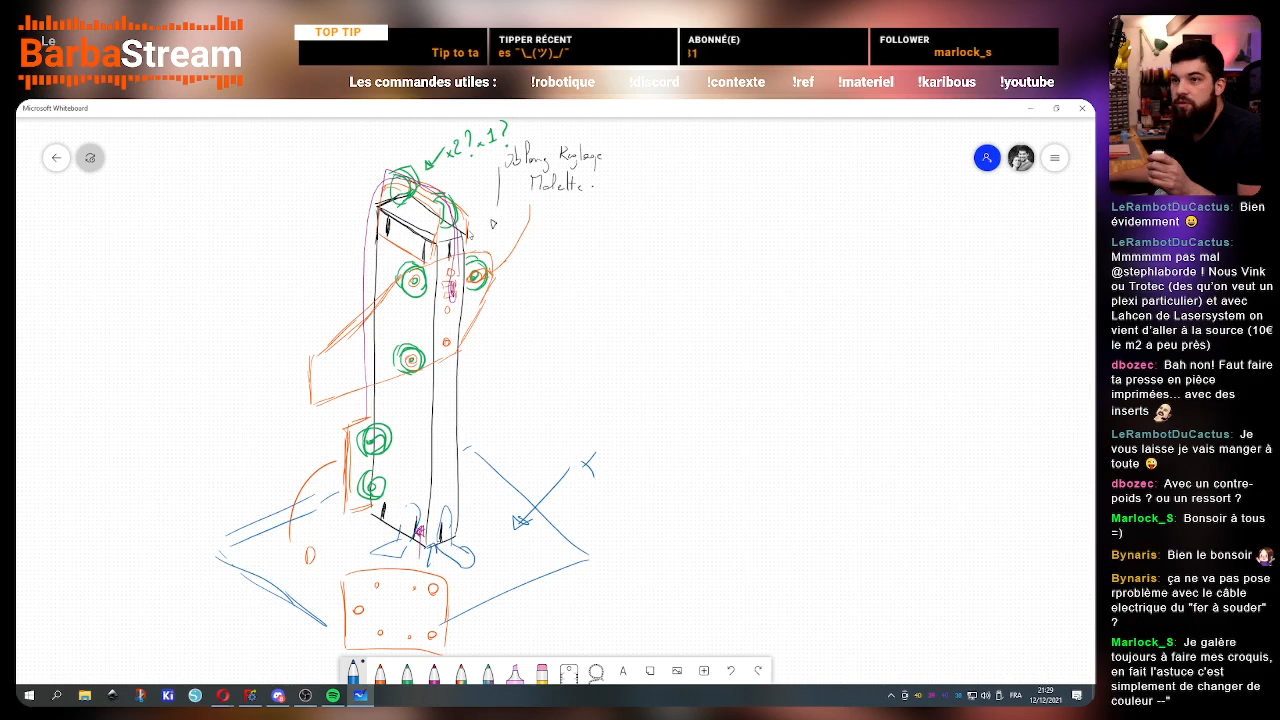 Le
BarbaStream
TOP TIP
Tip to ta
TIPPER RÉCENT
es ¯\_(ツ)_/¯
ABONNÉ(E)
FOLLOWER
marlock_s
Les commandes utiles : !robotique !discord !contexte !ref !materiel !karibous !youtube
Microsoft Whiteboard
x2? x1?
Oblong Reglage
Molette.
LeRambotDuCactus: Bien
évidemment
LeRambotDuCactus:
Mmmmmm pas mal
@stephlaborde ! Nous Vink
ou Trotec (des qu'on veut un
plexi particulier) et avec
Lahcen de Lasersystem on
vient d'aller à la source (10€
le m2 a peu près)
dbozec: Bah non! Faut faire
ta presse en pièce
imprimées... avec des
inserts
LeRambotDuCactus: Je
vous laisse je vais manger à
toute
dbozec: Avec un contre-
poids ? ou un ressort ?
Marlock_S: Bonsoir à tous
=)
Bynaris: Bien le bonsoir
Bynaris: ça ne va pas pose
rproblème avec le câble
electrique du "fer à souder"
?
Marlock_S: Je galère
toujours à faire mes croquis,
en fait l'astuce c'est
simplement de changer de
couleur --"
FRA
21:29
12/12/2021